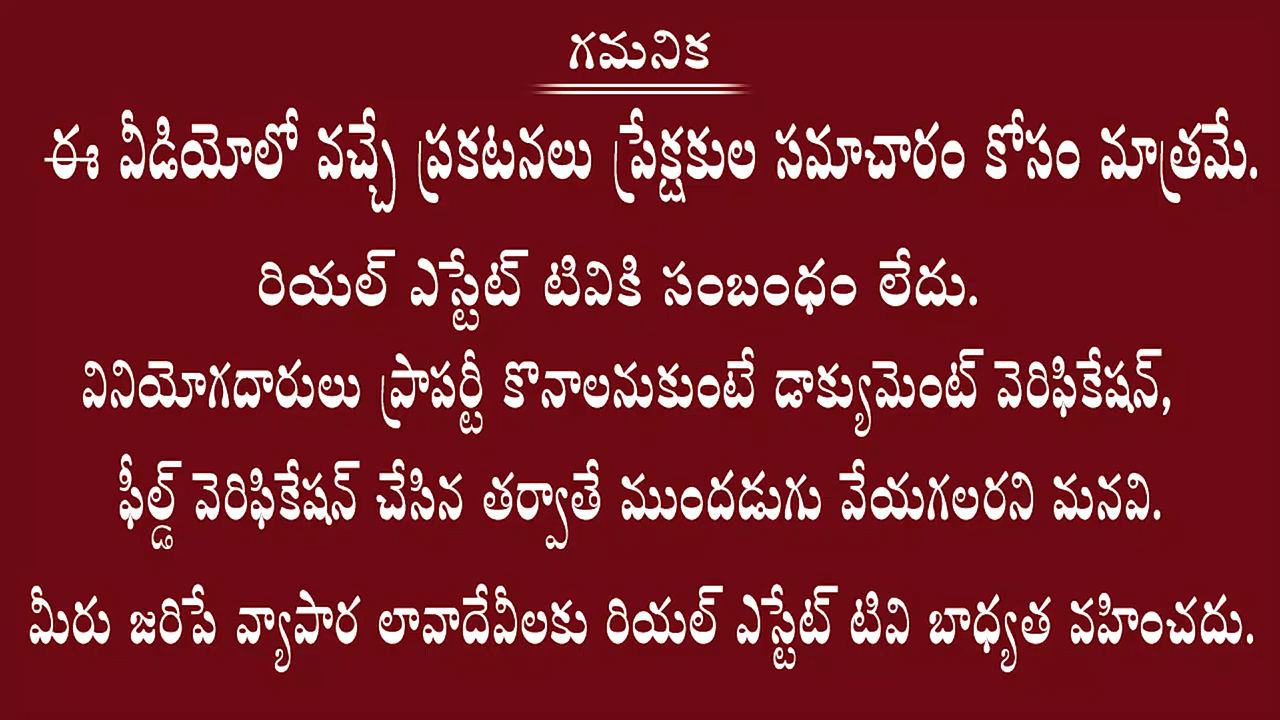 గమనిక
ఈ వీడియోలో వచ్చే ప్రకటనలు ప్రేక్షకుల సమాచారం కోసం మాత్రమే.
రియల్ ఎస్టేట్ టివికి సంబంధం లేదు.
వినియోగదారులు ప్రాపర్టీ కొనాలనుకుంటే డాక్యుమెంట్ వెరిఫికేషన్,
ఫీల్డ్ వెరిఫికేషన్ చేసిన తర్వాతే ముందడుగు వేయగలరని మనవి.
మీరు జరిపే వ్యాపార లావాదేవీలకు రియల్ ఎస్టేట్ టివి బాధ్యత వహించదు.